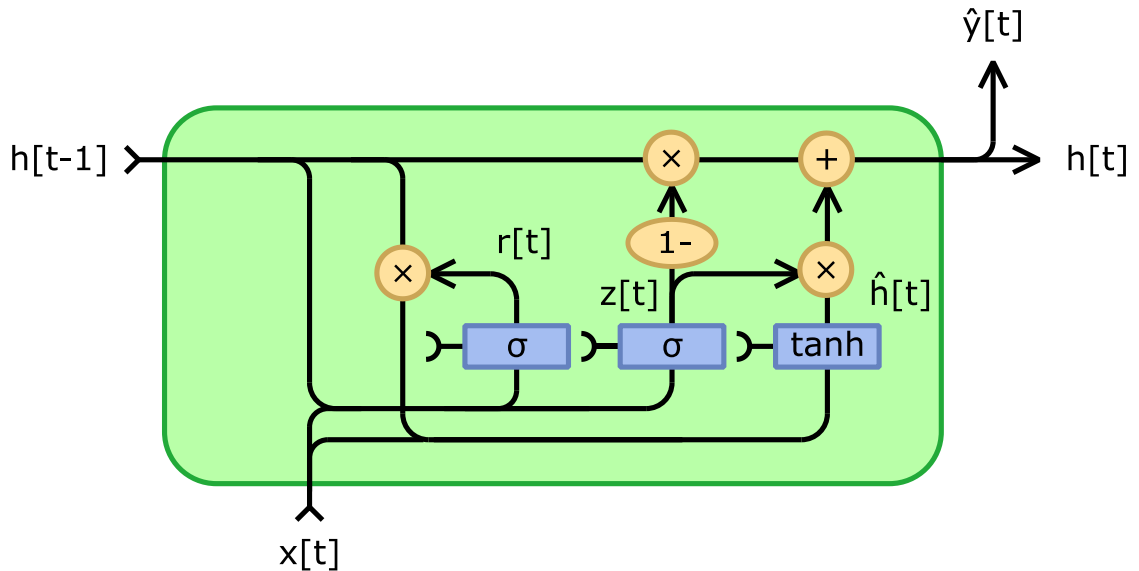 ŷ[t]
h[t-1]
×
+
h[t]
r[t]
1-
×
×
z[t]
ĥ[t]
σ
σ
tanh
x[t]